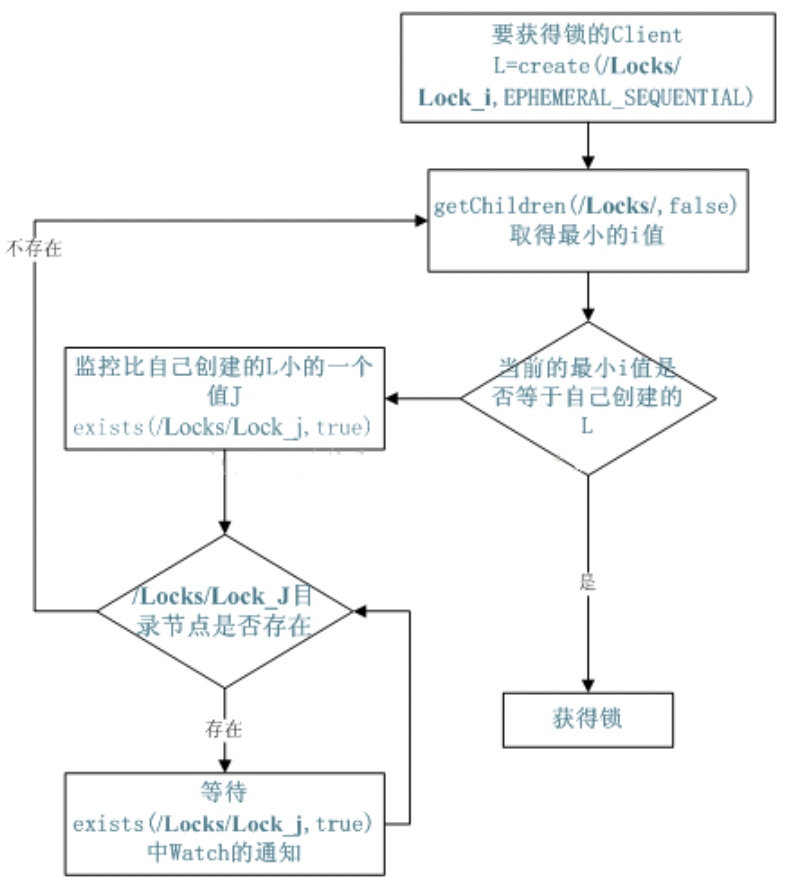 要获得锁的Client
L=create(/Locks/
Lock_i,EPHEMERAL_SEQUENTIAL)
getChildren(/Locks/,false)
取得最小的i值
不存在
当前的最小i值是
否等于自己创建的
L
监控比自己创建的L小的一个
值J
exists(/Locks/Lock_j,true)
/Locks/Lock_J目
录节点是否存在
是
获得锁
存在
等待
exists(/Locks/Lock_j,true)
中Watch的通知